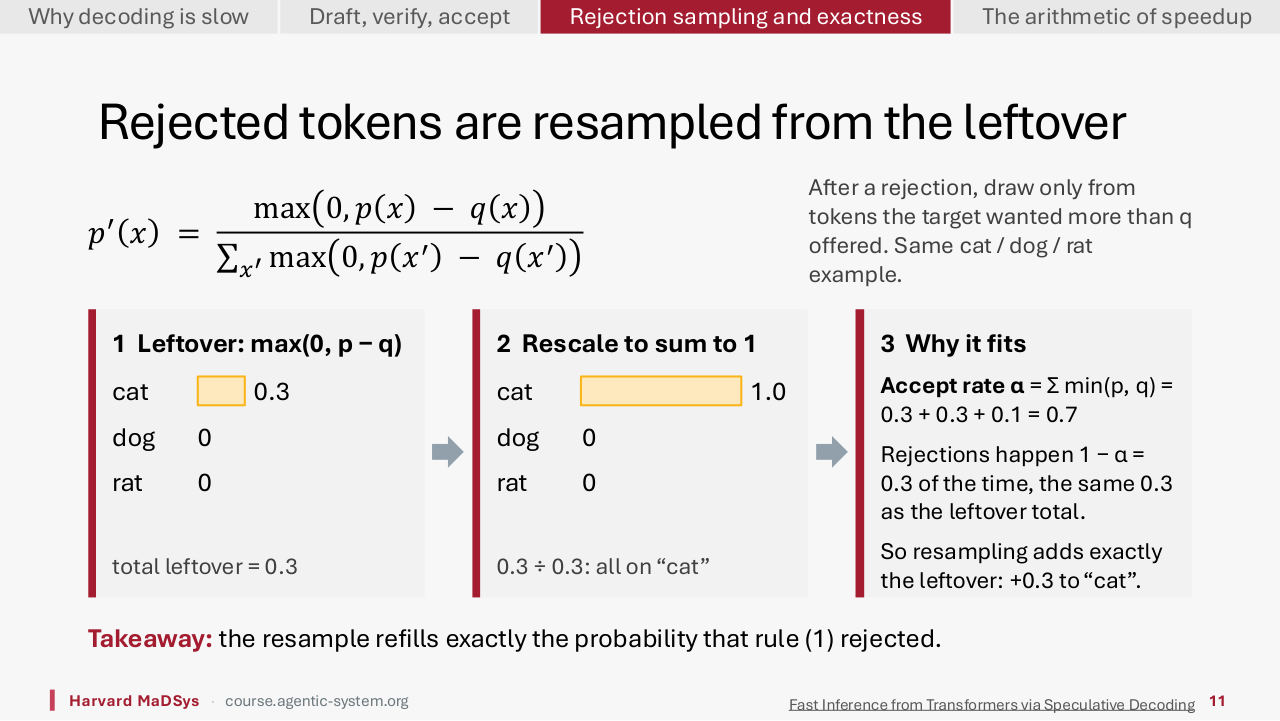 Why decoding is slow
Draft, verify, accept
Rejection sampling and exactness
The arithmetic of speedup
Rejected tokens are resampled from the leftover
p′(x) = max(0, p(x) − q(x)) / ∑x′ max(0, p(x′) − q(x′))
After a rejection, draw only from
tokens the target wanted more than q
offered. Same cat / dog / rat
example.
1 Leftover: max(0, p − q)
cat 0.3
dog 0
rat 0
total leftover = 0.3
2 Rescale to sum to 1
cat 1.0
dog 0
rat 0
0.3 ÷ 0.3: all on “cat”
3 Why it fits
Accept rate α = Σ min(p, q) =
0.3 + 0.3 + 0.1 = 0.7
Rejections happen 1 − α =
0.3 of the time, the same 0.3
as the leftover total.
So resampling adds exactly
the leftover: +0.3 to “cat”.
Takeaway: the resample refills exactly the probability that rule (1) rejected.
Harvard MaDSys · course.agentic-system.org
Fast Inference from Transformers via Speculative Decoding 11